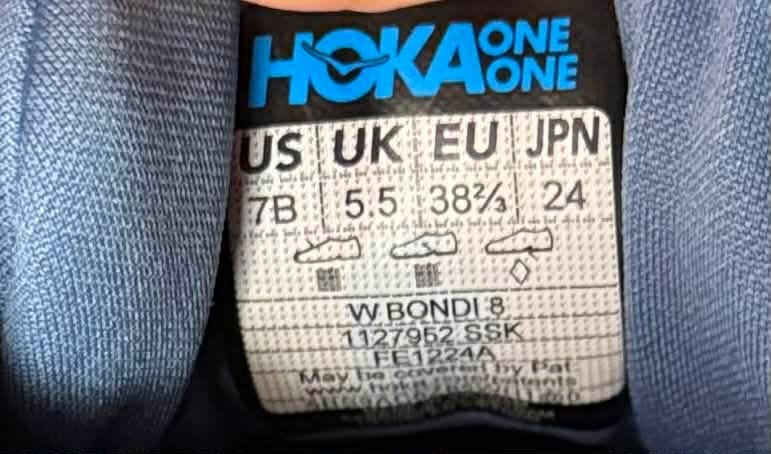 HOKA ONE ONE
US UK EU JPN
7B 5.5 38⅔ 24
W BONDI 8
1127952 SSK
FE1224A
May be covered by Pat.